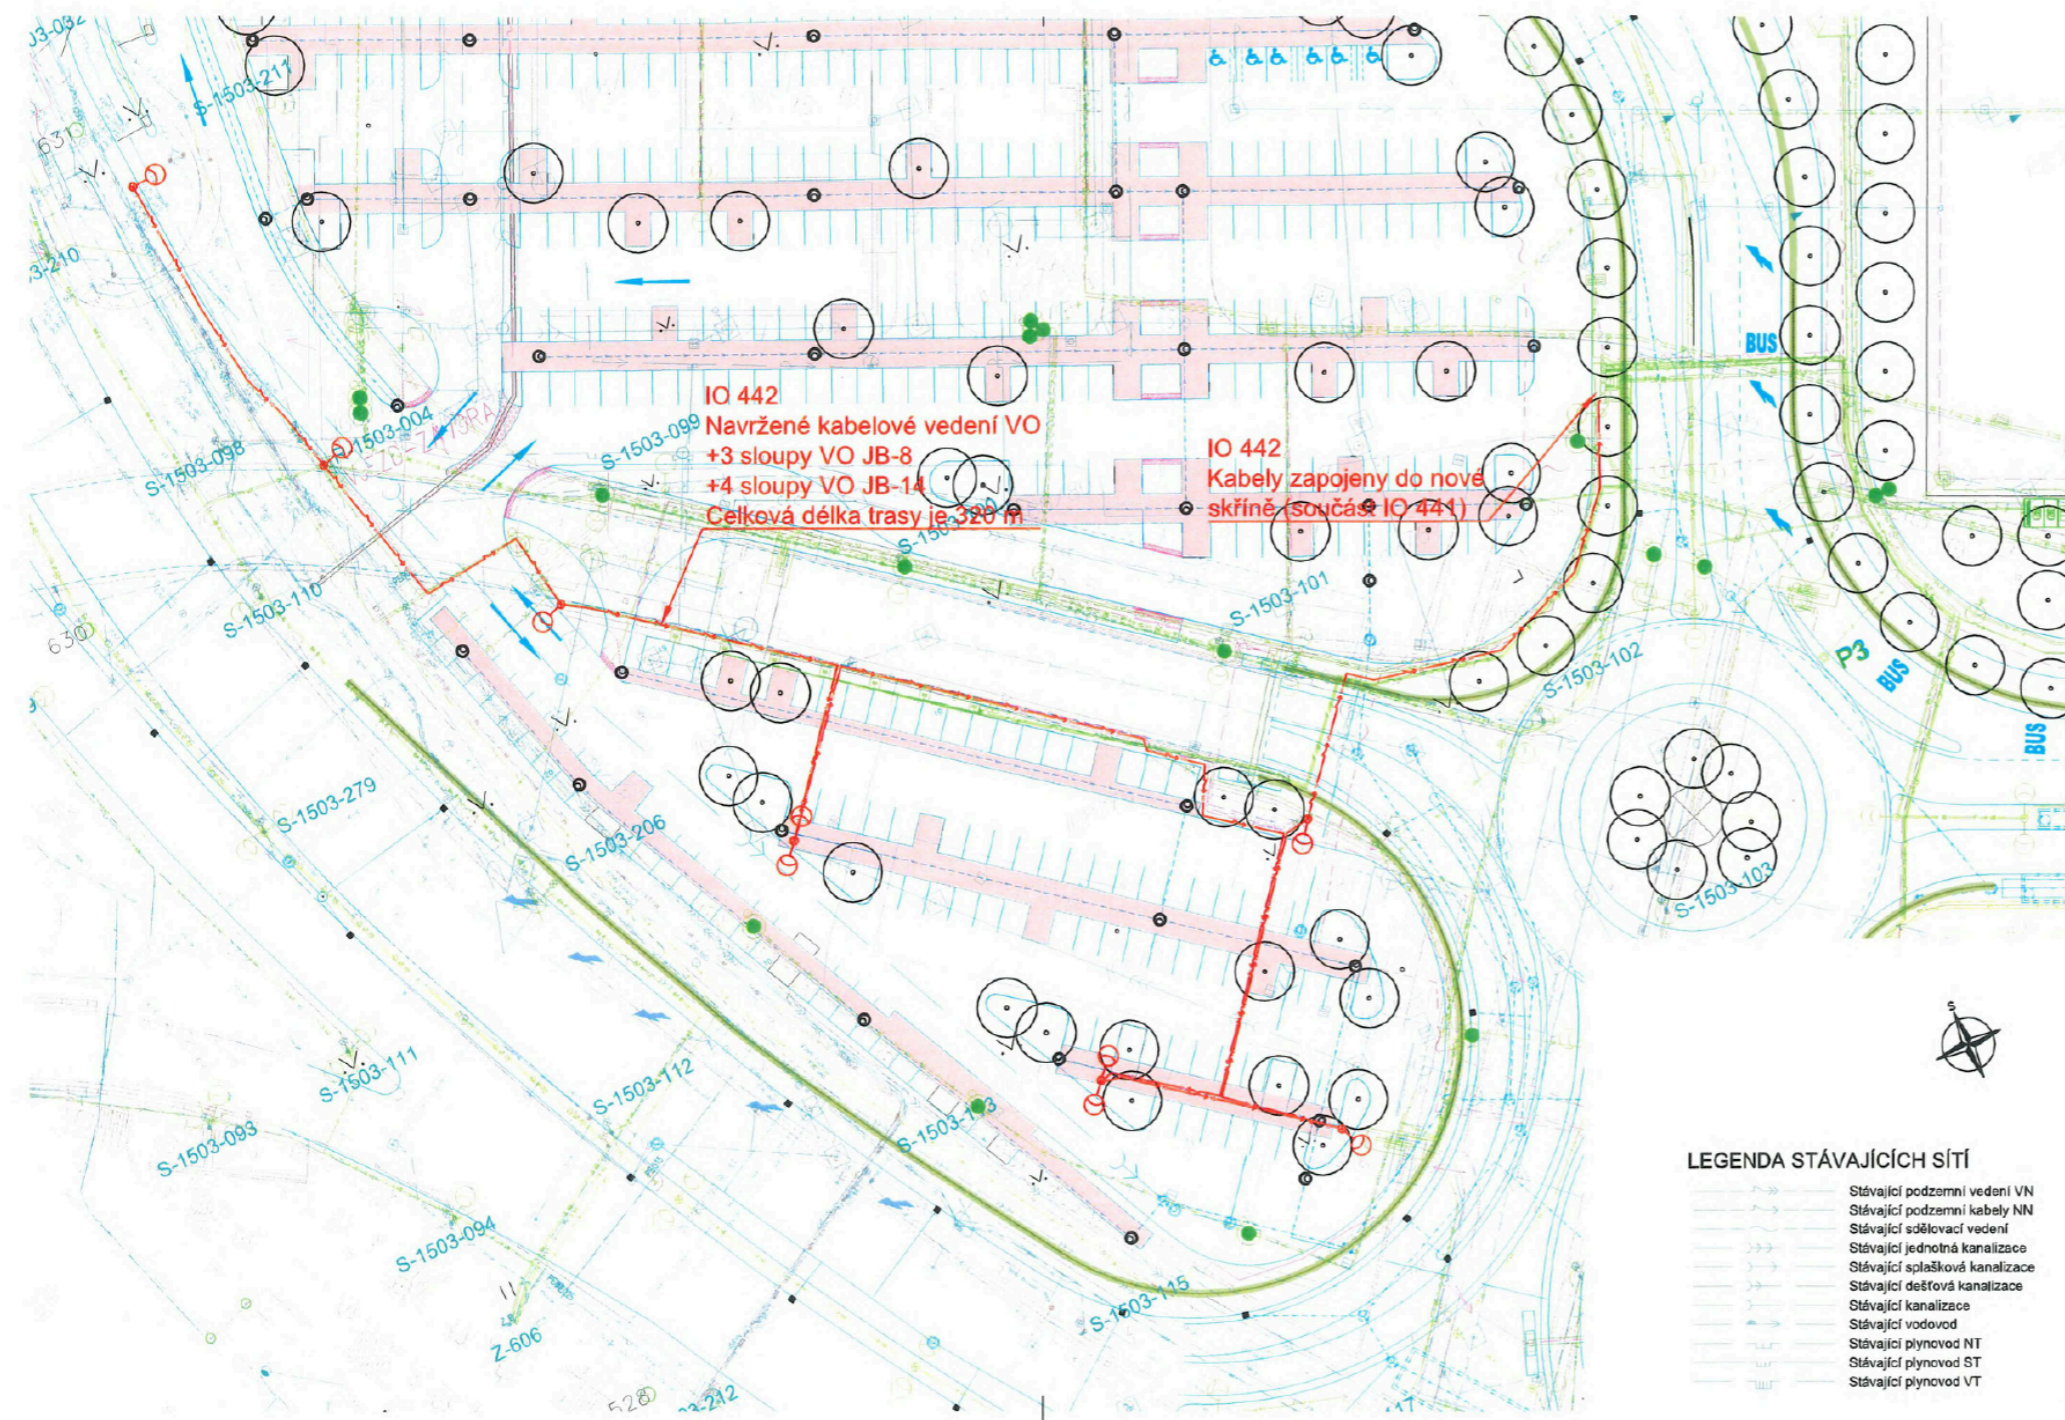 S-1503-211
631
S-1503-004
S-1503-098
S-1503-099
IO 442
Navržené kabelové vedení VO
+3 sloupy VO JB-8
+4 sloupy VO JB-14
Celková délka trasy je 320 m
IO 442
Kabely zapojeny do nové
skříně (součást IO 441)
BUS
S-1503-110
S-1503-101
630
S-1503-102
P3
BUS
BUS
S-1503-279
S-1503-206
S-1503-103
S-1503-111
S-1503-112
S-1503-093
S-1503-094
S-1503-115
Z-606
528
S
LEGENDA STÁVAJÍCÍCH SÍTÍ
Stávající podzemní vedení VN
Stávající podzemní kabely NN
Stávající sdělovací vedení
Stávající jednotná kanalizace
Stávající splašková kanalizace
Stávající dešťová kanalizace
Stávající kanalizace
Stávající vodovod
Stávající plynovod NT
Stávající plynovod ST
Stávající plynovod VT